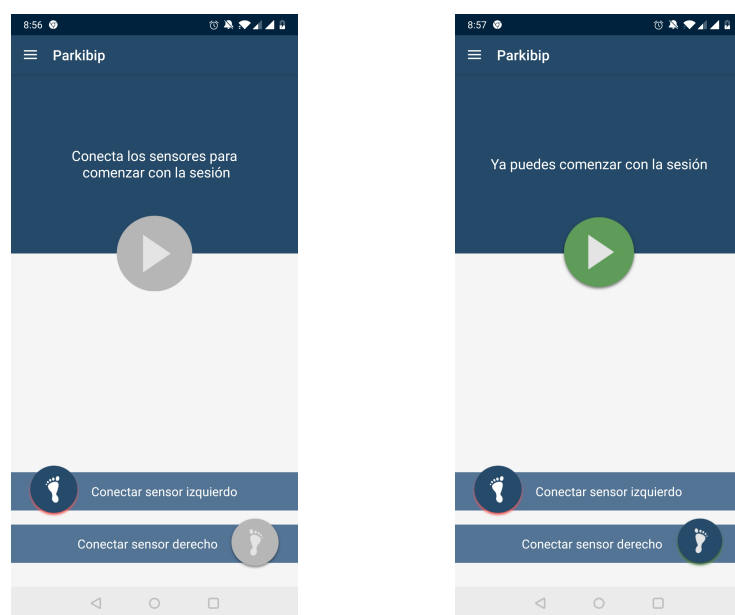 8:56
Parkibip
Conecta los sensores para
comenzar con la sesión
Conectar sensor izquierdo
Conectar sensor derecho
8:57
Parkibip
Ya puedes comenzar con la sesión
Conectar sensor izquierdo
Conectar sensor derecho